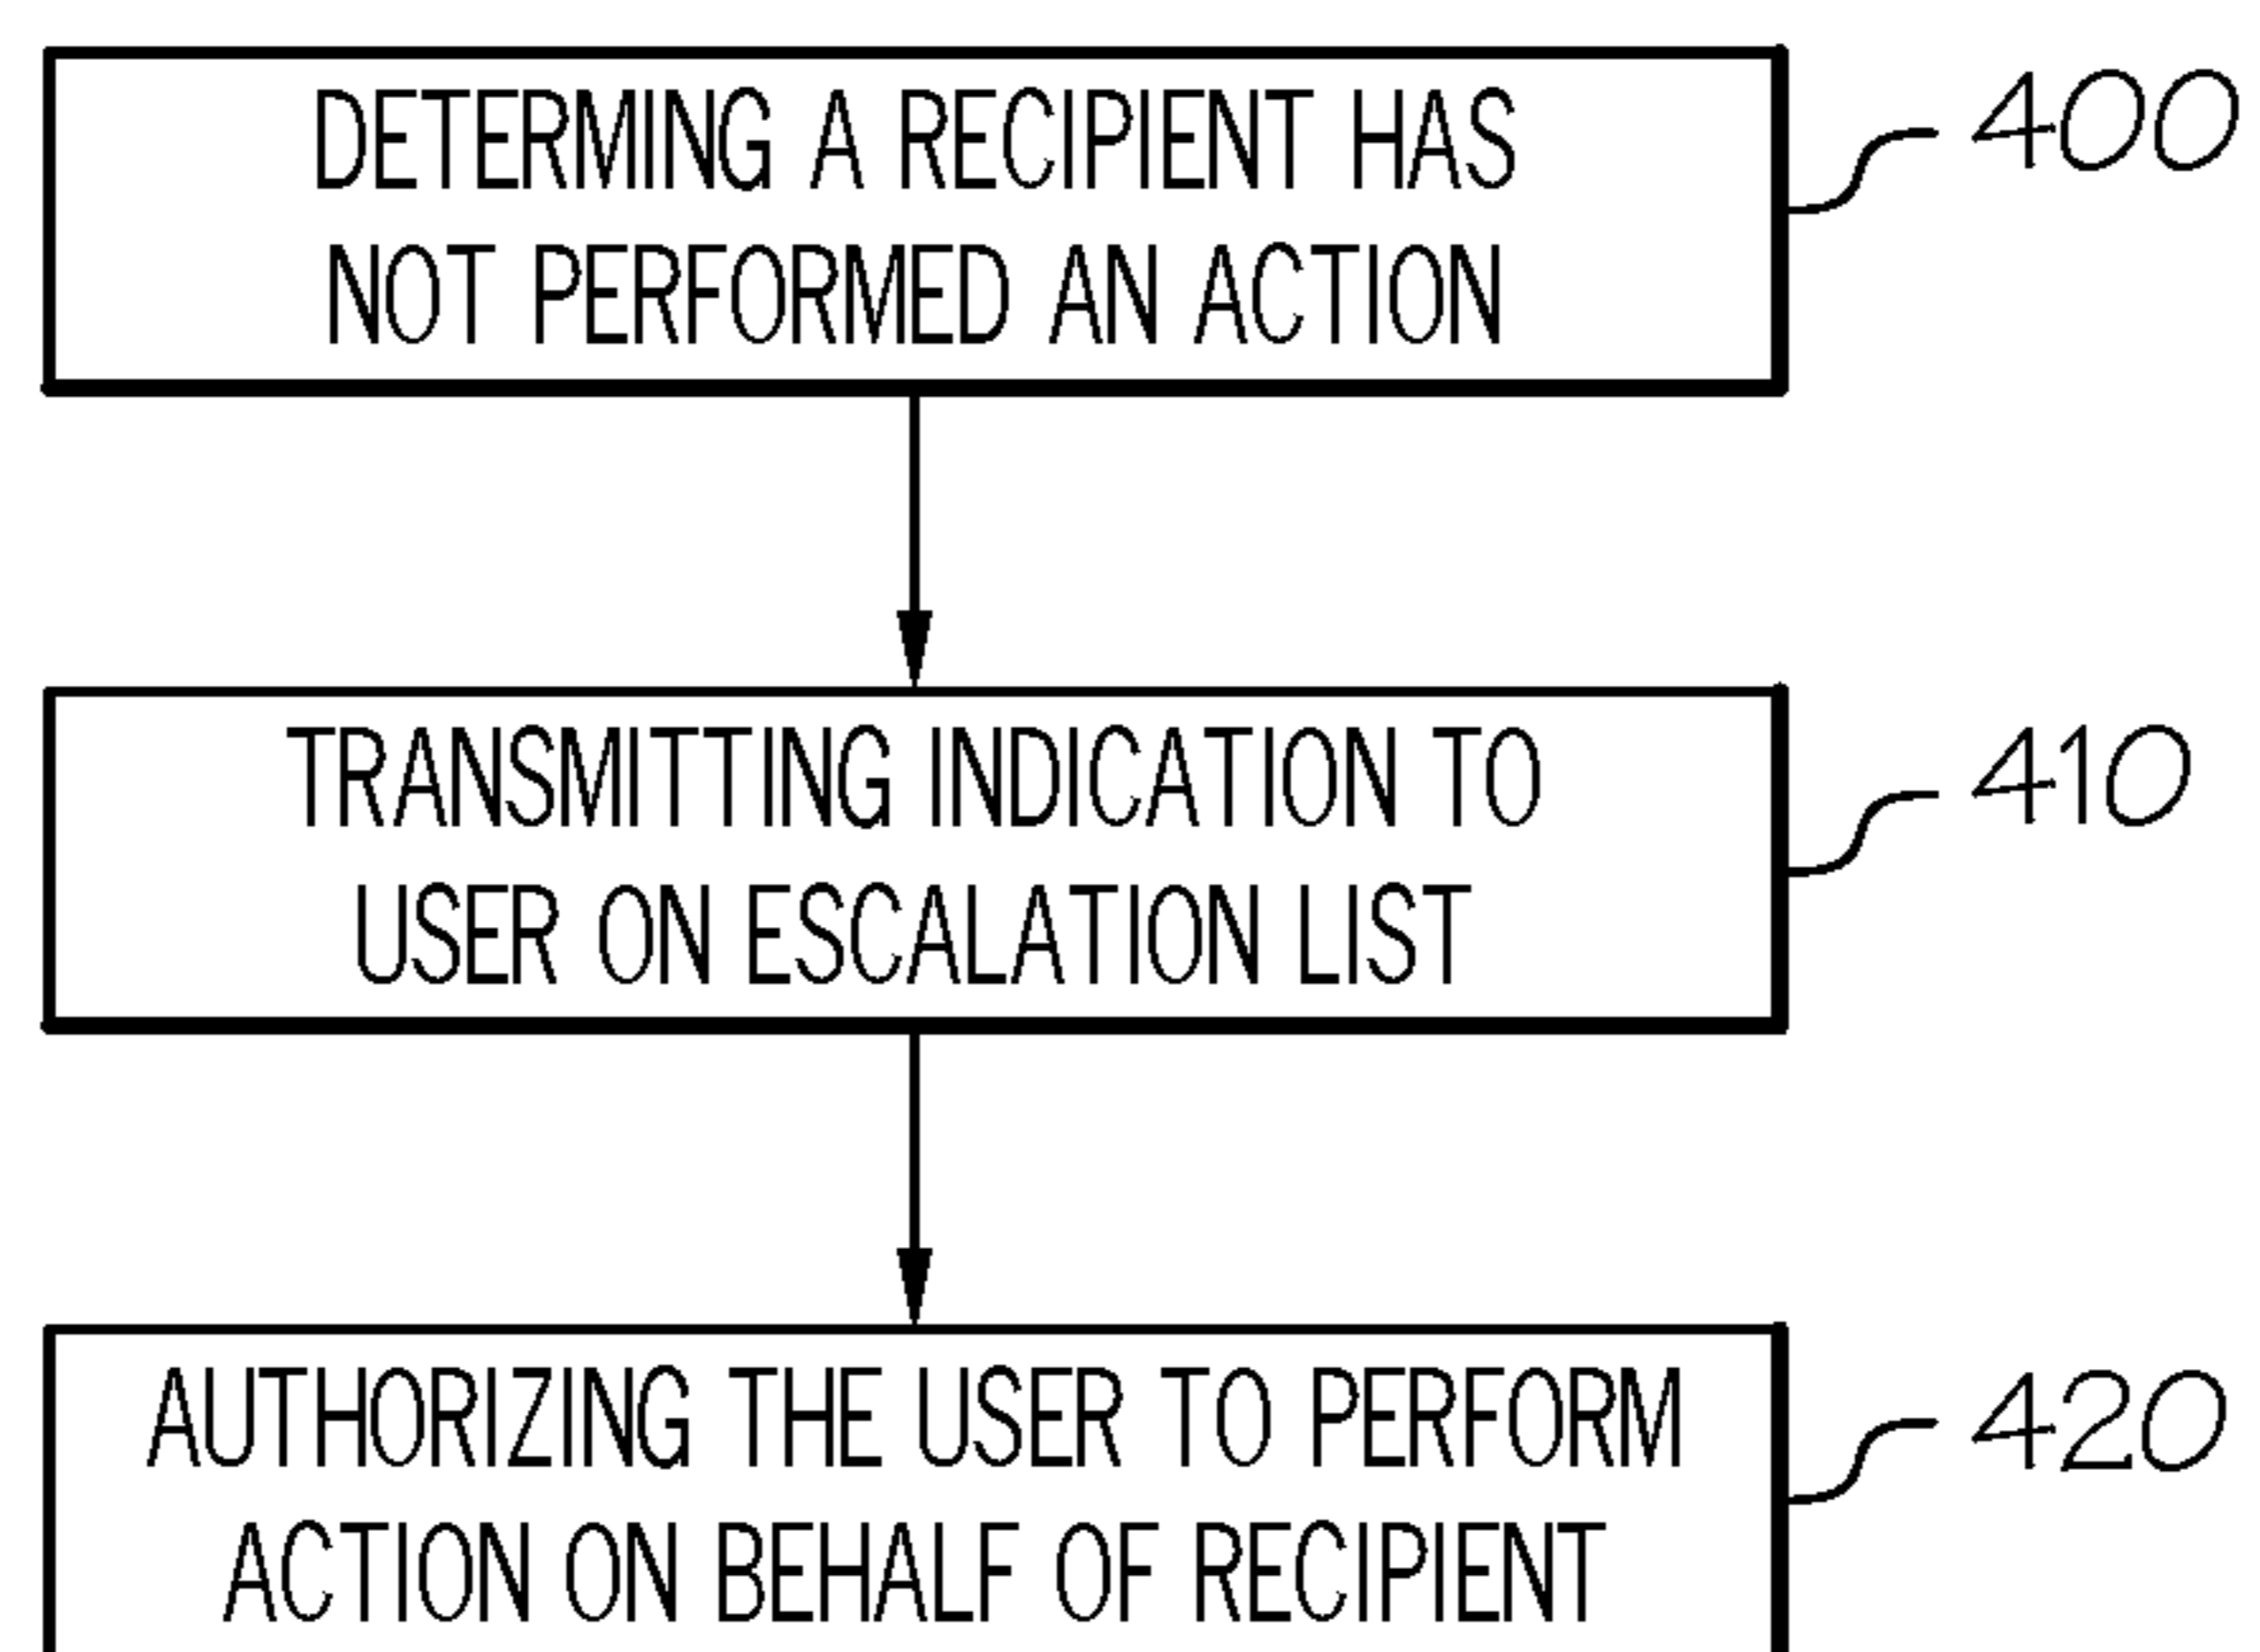 DETERMING A RECIPIENT HAS
NOT PERFORMED AN ACTION
400
TRANSMITTING INDICATION TO
USER ON ESCALATION LIST
410
AUTHORIZING THE USER TO PERFORM
ACTION ON BEHALF OF RECIPIENT
420